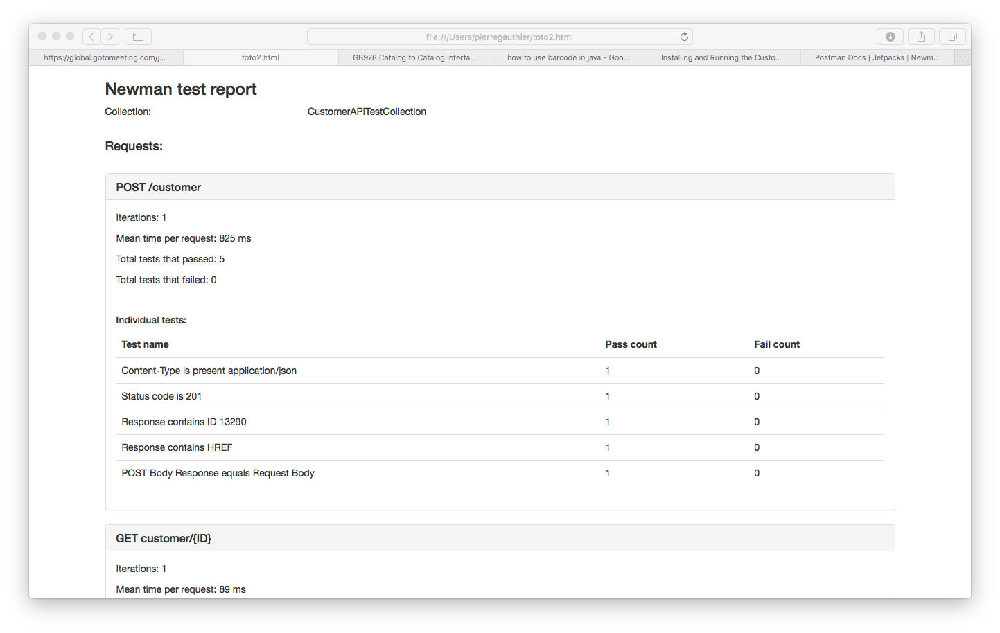 file:///Users/pierregauthier/toto2.html
https://global.gotomeeting.com/j... toto2.html GB978 Catalog to Catalog Interfa... how to use barcode in java - Goo... Installing and Running the Custo... Postman Docs | Jetpacks | Newm...
Newman test report
Collection: CustomerAPITestCollection
Requests:
POST /customer
Iterations: 1
Mean time per request: 825 ms
Total tests that passed: 5
Total tests that failed: 0
Individual tests:
Test name Pass count Fail count
Content-Type is present application/json 1 0
Status code is 201 1 0
Response contains ID 13290 1 0
Response contains HREF 1 0
POST Body Response equals Request Body 1 0
GET customer/{ID}
Iterations: 1
Mean time per request: 89 ms